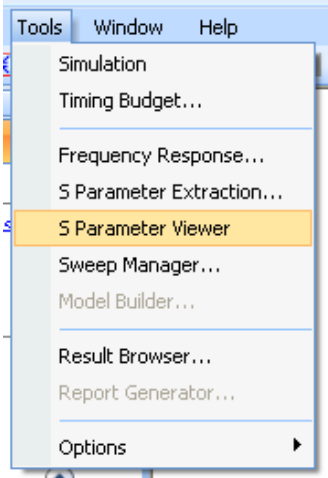 Tools Window Help
Simulation
Timing Budget...
Frequency Response...
S Parameter Extraction...
S Parameter Viewer
Sweep Manager...
Model Builder...
Result Browser...
Report Generator...
Options